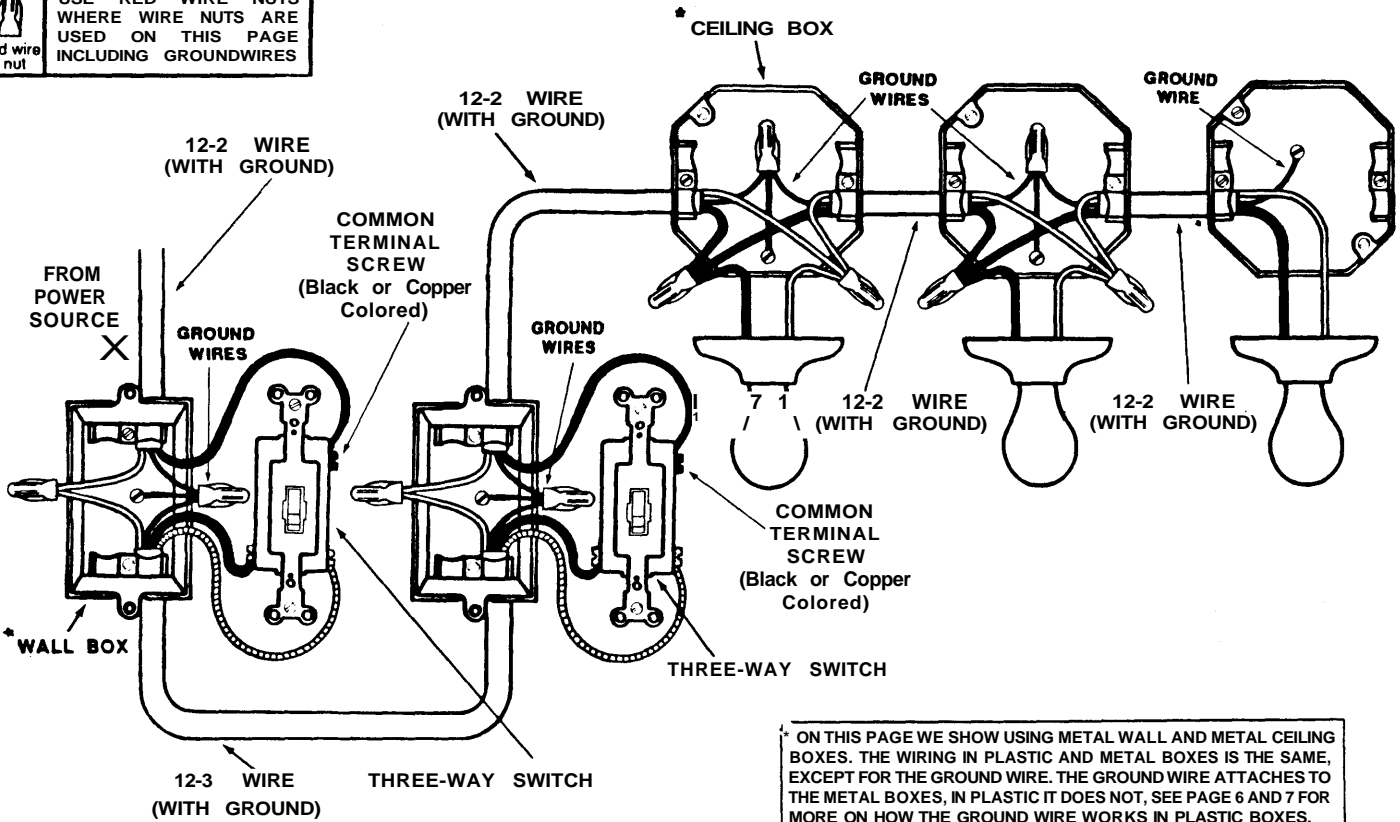 USE RED WIRE NUTS
WHERE WIRE NUTS ARE
USED ON THIS PAGE
INCLUDING GROUNDWIRES
d wire
nut
* CEILING BOX
GROUND
WIRES
GROUND
WIRE
12-2 WIRE
(WITH GROUND)
12-2 WIRE
(WITH GROUND)
COMMON
TERMINAL
SCREW
(Black or Copper
Colored)
FROM
POWER
SOURCE
X
GROUND
WIRES
GROUND
WIRES
7 1
12-2 WIRE
(WITH GROUND)
12-2 WIRE
(WITH GROUND)
COMMON
TERMINAL
SCREW
(Black or Copper
Colored)
* WALL BOX
THREE-WAY SWITCH
12-3 WIRE
(WITH GROUND)
THREE-WAY SWITCH
* ON THIS PAGE WE SHOW USING METAL WALL AND METAL CEILING
BOXES. THE WIRING IN PLASTIC AND METAL BOXES IS THE SAME,
EXCEPT FOR THE GROUND WIRE. THE GROUND WIRE ATTACHES TO
THE METAL BOXES, IN PLASTIC IT DOES NOT, SEE PAGE 6 AND 7 FOR
MORE ON HOW THE GROUND WIRE WORKS IN PLASTIC BOXES.